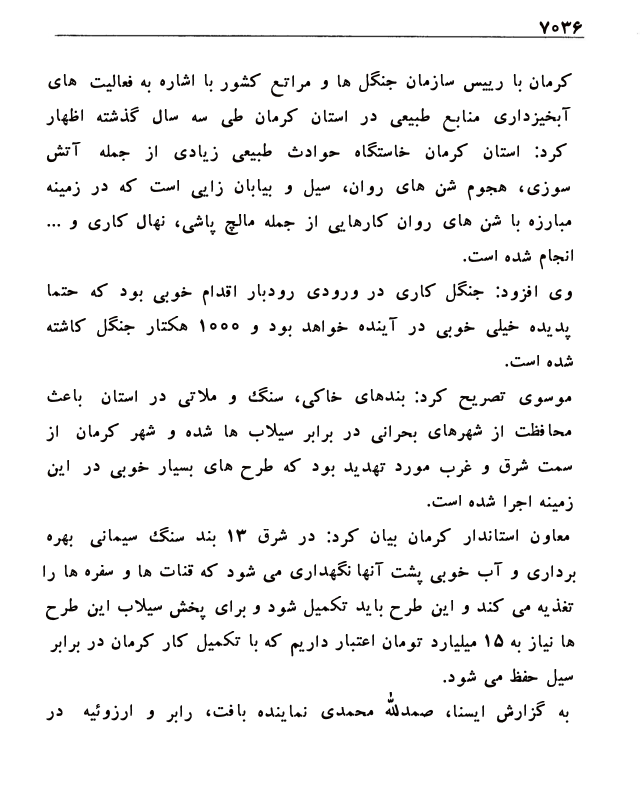 ۷۰۳۶
کرمان با رییس سازمان جنگل ها و مراتع کشور با اشاره به فعالیت های
آبخیزداری منابع طبیعی در استان کرمان طی سه سال گذشته اظهار
کرد: استان کرمان خاستگاه حوادث طبیعی زیادی از جمله آتش
سوزی، هجوم شن های روان، سیل و بیابان زایی است که در زمینه
مبارزه با شن های روان کارهایی از جمله مالچ پاشی، نهال کاری و ...
انجام شده است.
وی افزود: جنگل کاری در ورودی رودبار اقدام خوبی بود که حتما
پدیده خیلی خوبی در آینده خواهد بود و ۱۰۰۰ هکتار جنگل کاشته
شده است.
موسوی تصریح کرد: بندهای خاکی، سنگ و ملاتی در استان باعث
محافظت از شهرهای بحرانی در برابر سیلاب ها شده و شهر کرمان از
سمت شرق و غرب مورد تهدید بود که طرح های بسیار خوبی در این
زمینه اجرا شده است.
معاون استاندار کرمان بیان کرد: در شرق ۱۳ بند سنگ سیمانی بهره
برداری و آب خوبی پشت آنها نگهداری می شود که قنات ها و سفره ها را
تغذیه می کند و این طرح باید تکمیل شود و برای پخش سیلاب این طرح
ها نیاز به ۱۵ میلیارد تومان اعتبار داریم که با تکمیل کار کرمان در برابر
سیل حفظ می شود.
به گزارش ایسنا، صمدالله محمدی نماینده بافت، رابر و ارزوئیه در